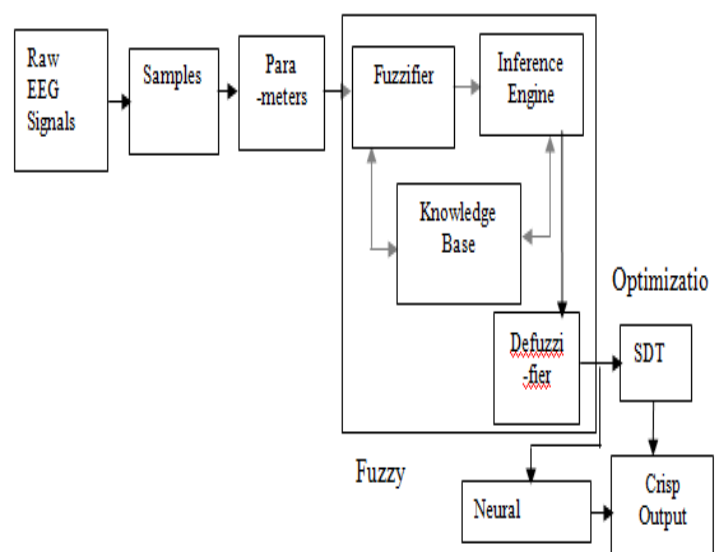 Raw
EEG
Signals
Samples
Para
-meters
Fuzzifier
Inference
Engine
Knowledge
Base
Optimizatio
Defuzzi
-fier
SDT
Fuzzy
Neural
Crisp
Output